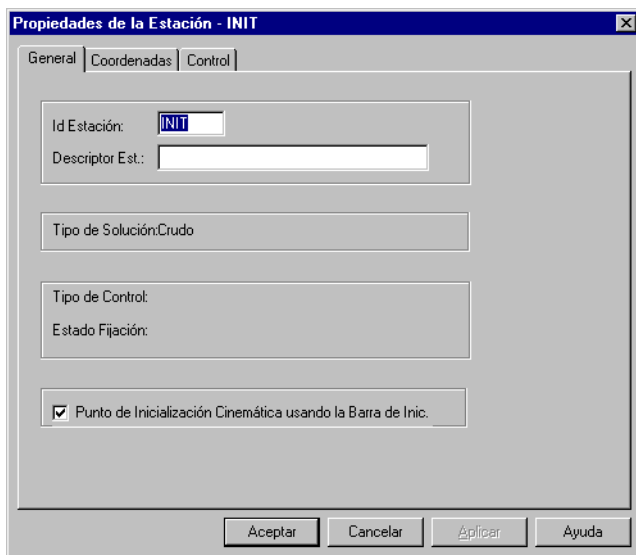 Propiedades de la Estación - INIT
General Coordenadas Control
Id Estación: INIT
Descriptor Est.:
Tipo de Solución:Crudo
Tipo de Control:
Estado Fijación:
Punto de Inicialización Cinemática usando la Barra de Inic.
Aceptar Cancelar Aplicar Ayuda